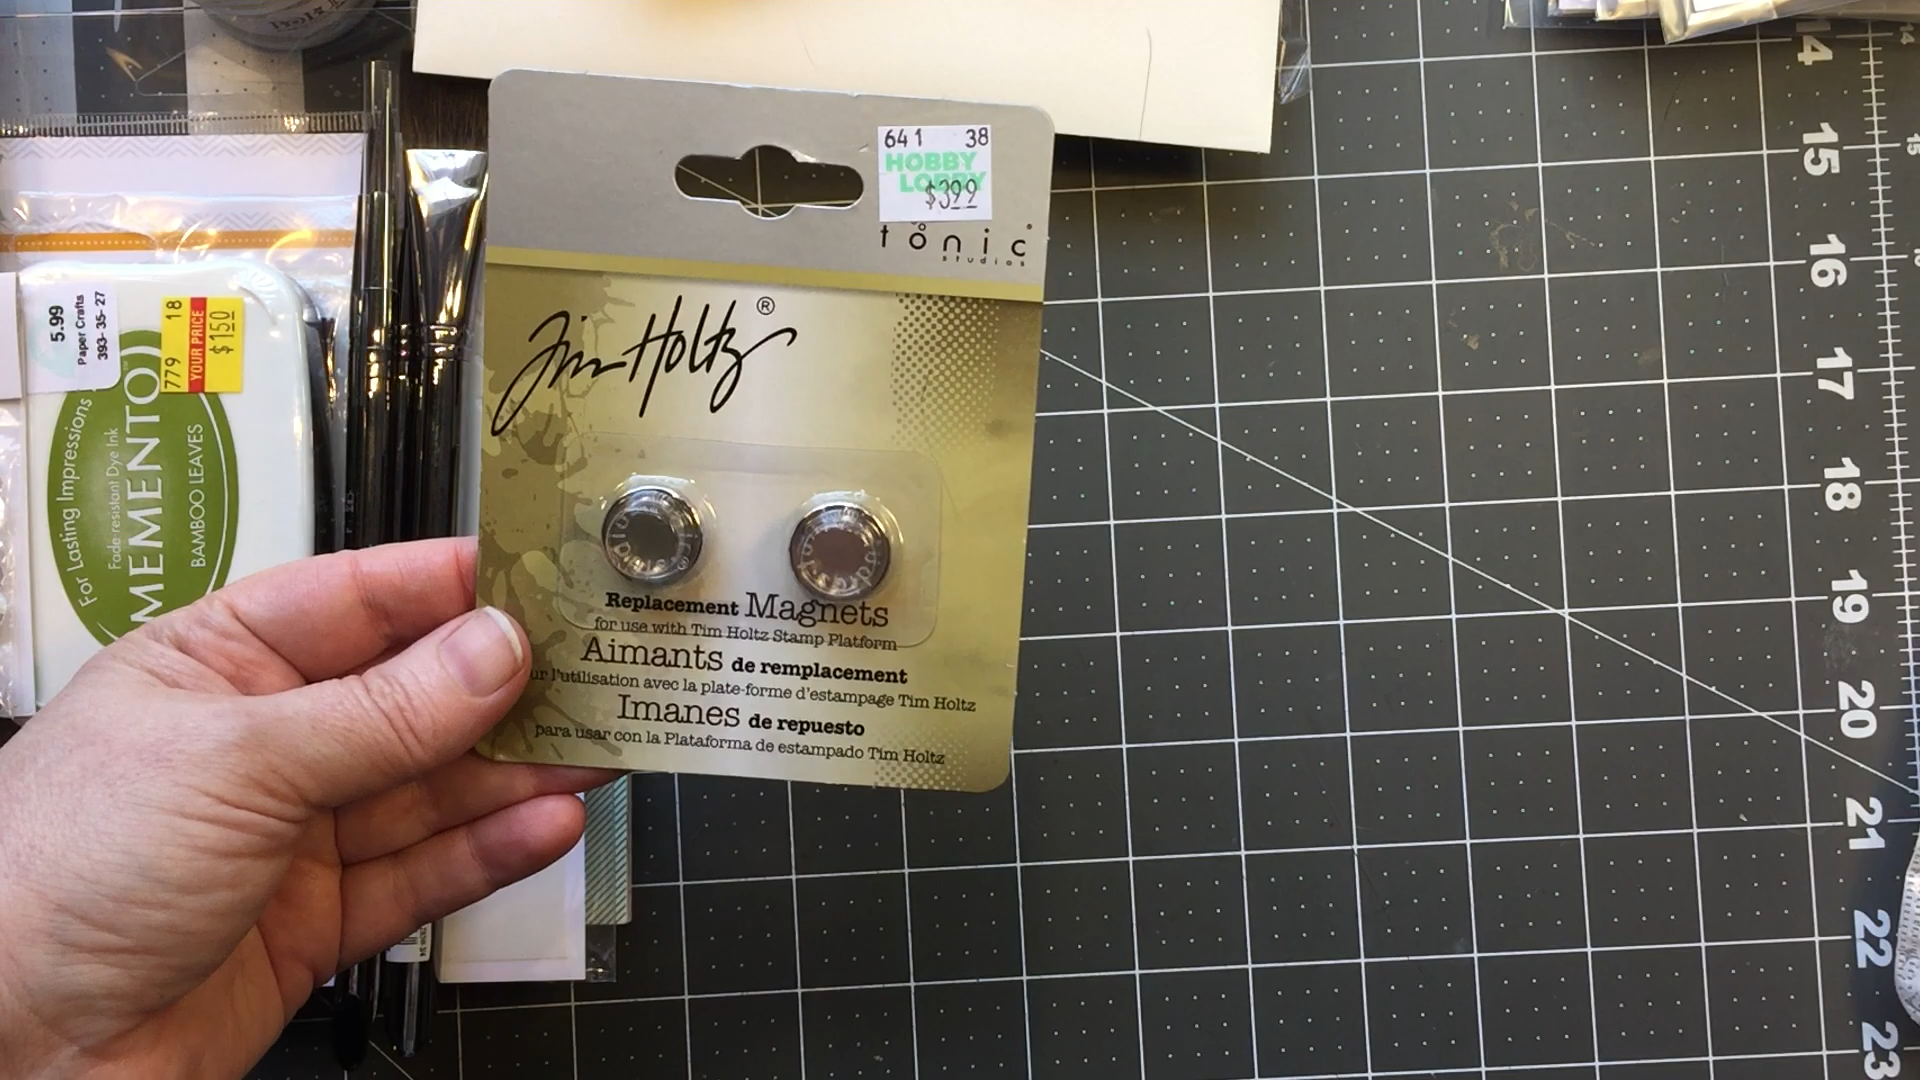 641 38
HOBBY
LOBBY
$3.99
tonic
studios
Tim Holtz®
Replacement Magnets
for use with Tim Holtz Stamp Platform
Aimants de remplacement
ur l'utilisation avec la plate-forme d'estampage Tim Holtz
Imanes de repuesto
para usar con la Plataforma de estampado Tim Holtz
5.99
Paper Crafts
393-35-27
779 18
YOUR PRICE
$1.50
For Lasting Impressions
Fade resistant Dye Ink
MEMENTO
BAMBOO LEAVES
14
15
16
17
18
19
20
21
22
23
14
15